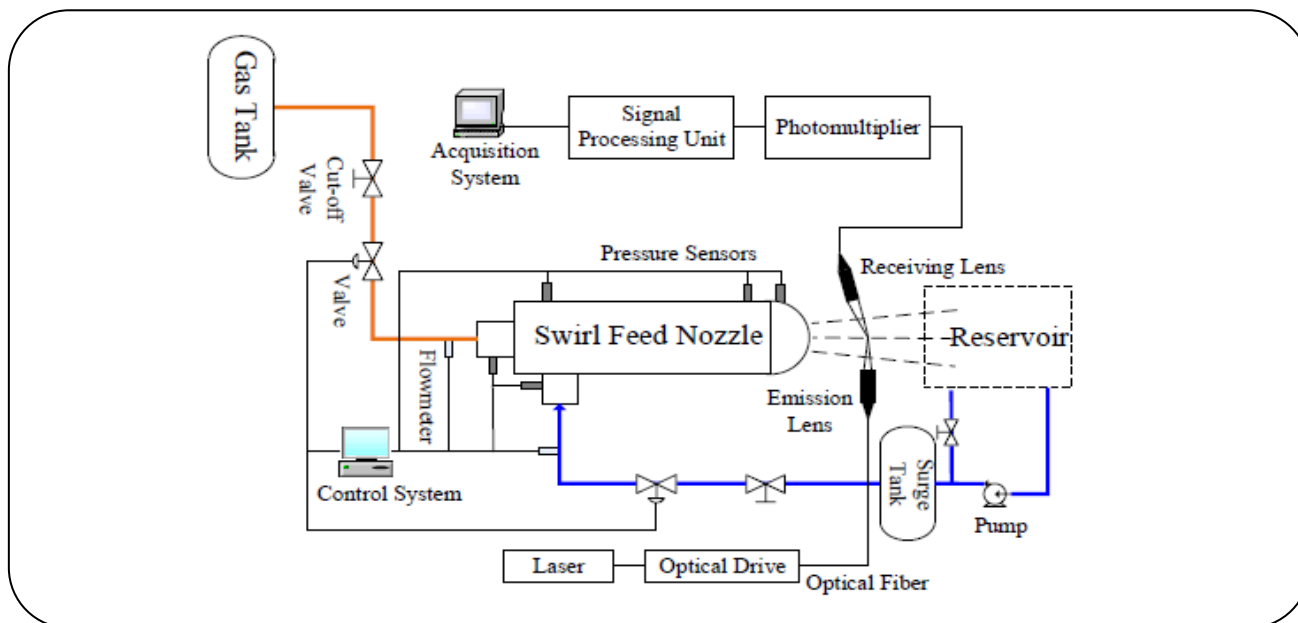 Gas Tank
Cut-off
Valve
Valve
Acquisition
System
Signal
Processing Unit
Photomultiplier
Pressure Sensors
Receiving Lens
Swirl Feed Nozzle
Reservoir
Flowmeter
Emission
Lens
Control System
Surge
Tank
Pump
Laser
Optical Drive
Optical Fiber